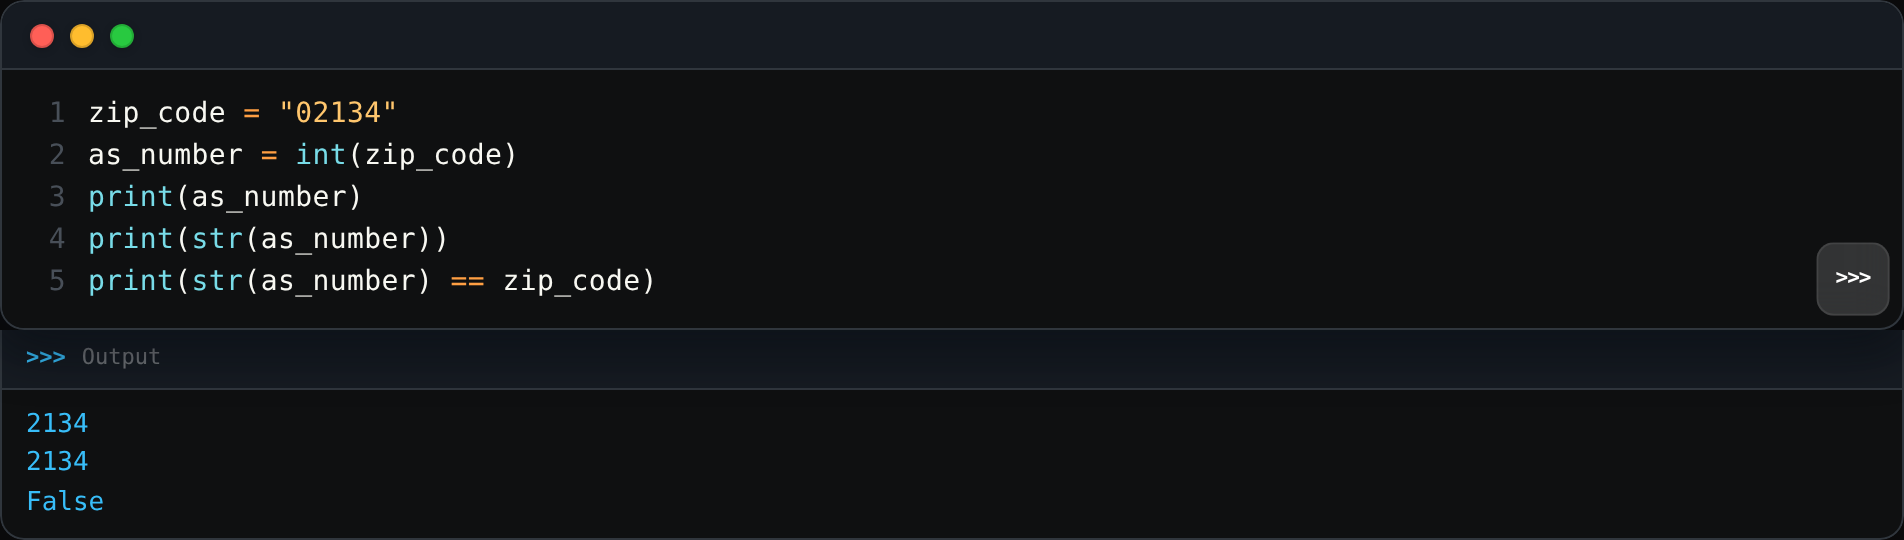 1 zip_code = "02134"
2 as_number = int(zip_code)
3 print(as_number)
4 print(str(as_number))
5 print(str(as_number) == zip_code)
>>>
>>> Output
2134
2134
False